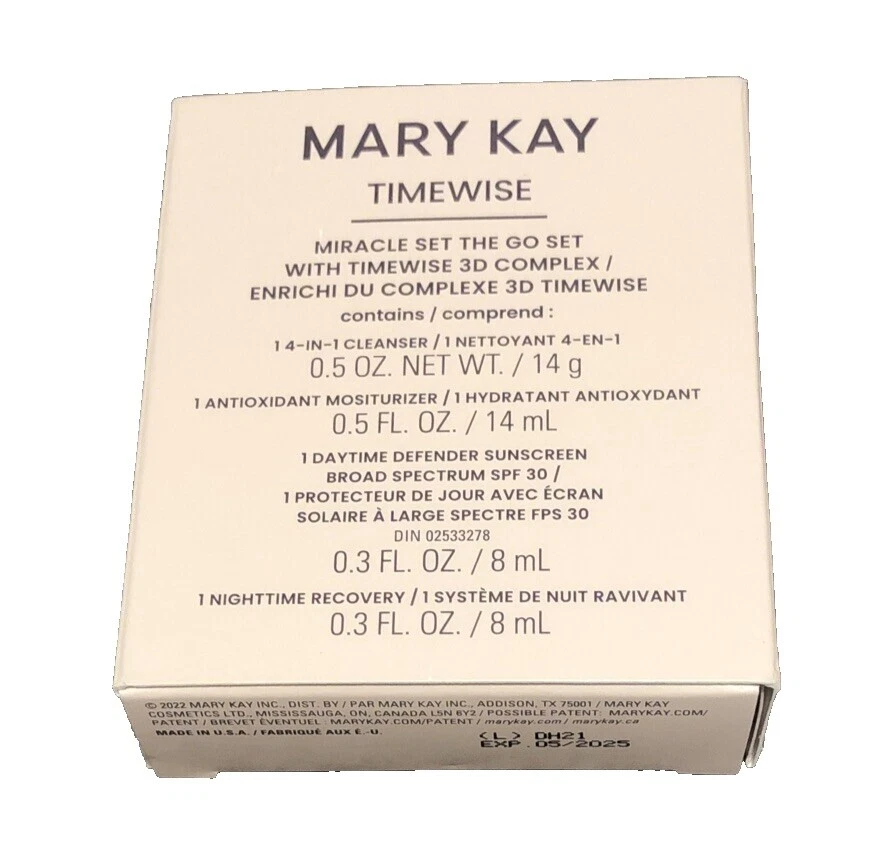 MARY KAY
TIMEWISE
MIRACLE SET THE GO SET
WITH TIMEWISE 3D COMPLEX /
ENRICHI DU COMPLEXE 3D TIMEWISE
contains / comprend :
1 4-IN-1 CLEANSER / 1 NETTOYANT 4-EN-1
0.5 OZ. NET WT. / 14 g
1 ANTIOXIDANT MOSITURIZER / 1 HYDRATANT ANTIOXYDANT
0.5 FL. OZ. / 14 mL
1 DAYTIME DEFENDER SUNSCREEN
BROAD SPECTRUM SPF 30 /
1 PROTECTEUR DE JOUR AVEC ÉCRAN
SOLAIRE À LARGE SPECTRE FPS 30
DIN 02533278
0.3 FL. OZ. / 8 mL
1 NIGHTTIME RECOVERY / 1 SYSTÈME DE NUIT RAVIVANT
0.3 FL. OZ. / 8 mL
© 2022 MARY KAY INC., DIST. BY / PAR MARY KAY INC., ADDISON, TX 75001 / MARY KAY
COSMETICS LTD., MISSISSAUGA, ON, CANADA L5N 6Y2 / POSSIBLE PATENT: MARYKAY.COM/
PATENT / BREVET ÉVENTUEL : MARYKAY.COM/PATENT / marykay.com / marykay.ca
MADE IN U.S.A. / FABRIQUÉ AUX É.-U.
(L) DH21
EXP.05/2025